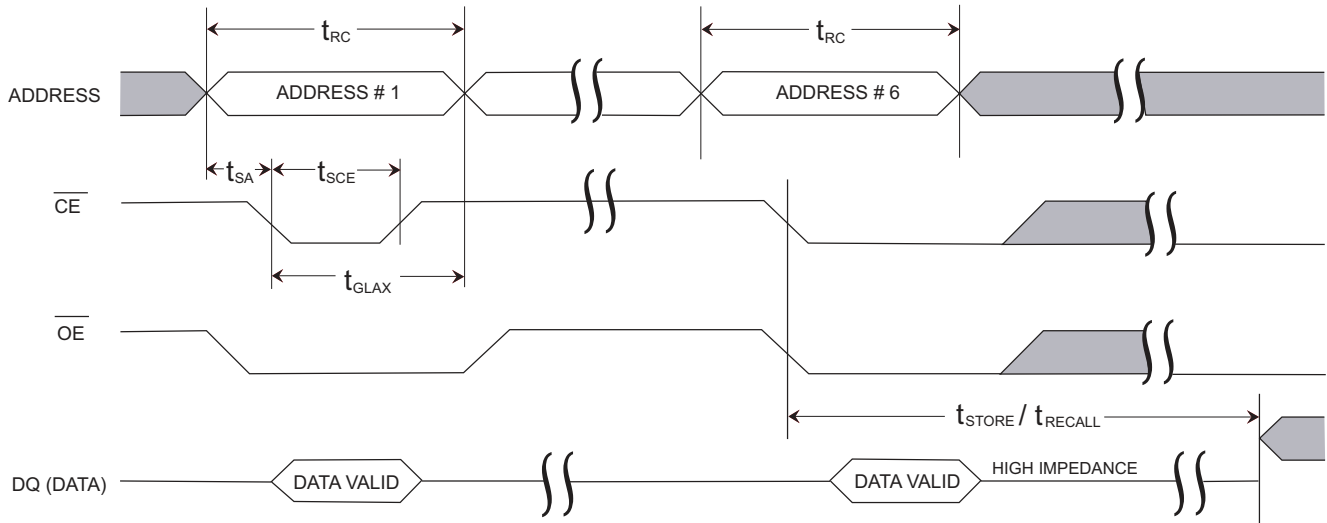 tRC
tRC
ADDRESS
ADDRESS # 1
ADDRESS # 6
tSA
tSCE
CE
tGLAX
OE
tSTORE / tRECALL
DQ (DATA)
DATA VALID
DATA VALID
HIGH IMPEDANCE